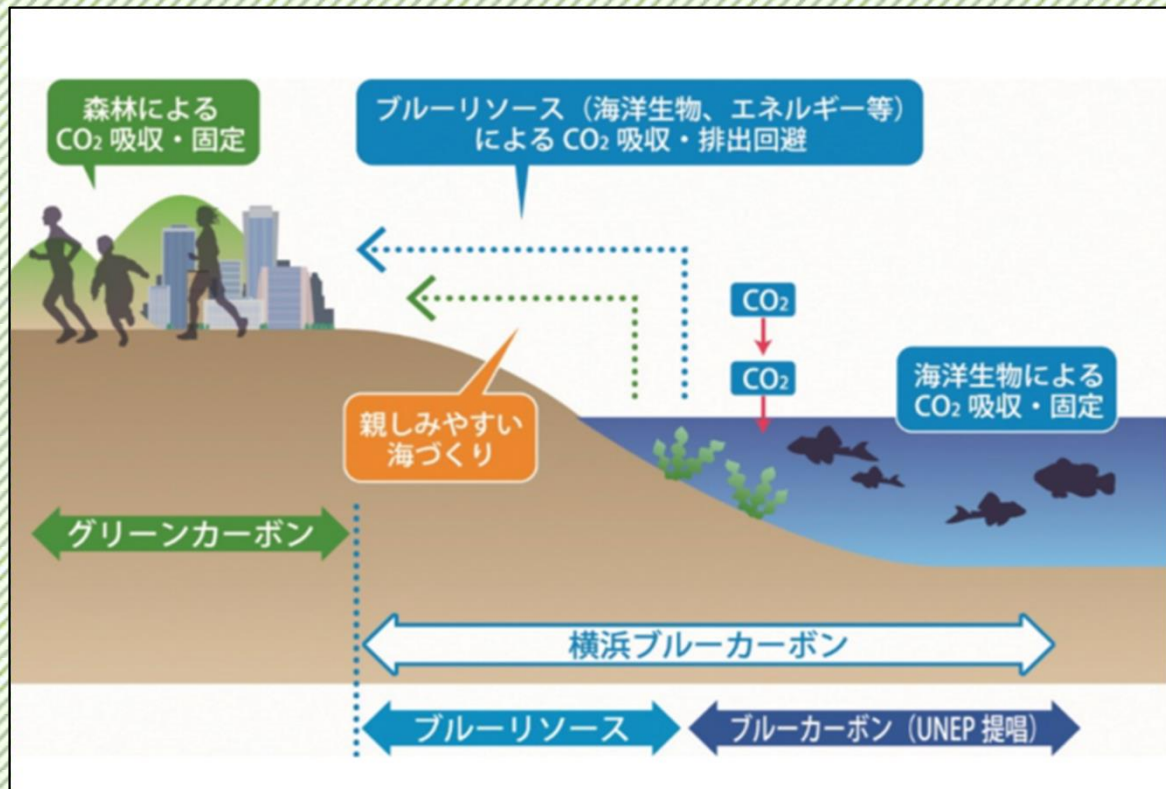 森林による
CO₂ 吸収・固定
ブルーリソース（海洋生物、エネルギー等）
による CO₂ 吸収・排出回避
CO₂
CO₂
海洋生物による
CO₂ 吸収・固定
親しみやすい
海づくり
グリーンカーボン
横浜ブルーカーボン
ブルーリソース
ブルーカーボン（UNEP 提唱）